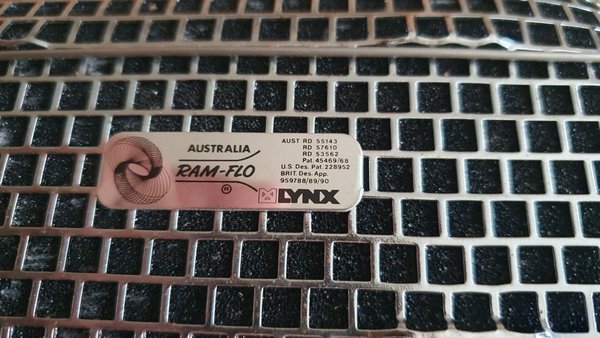 AUSTRALIA
RAM-FLO
®
AUST RD 55143
RD 57610
RD 53562
Pat. 45469/68
U.S Des. Pat. 228952
BRIT. Des. App.
959788/89/90
LYNX